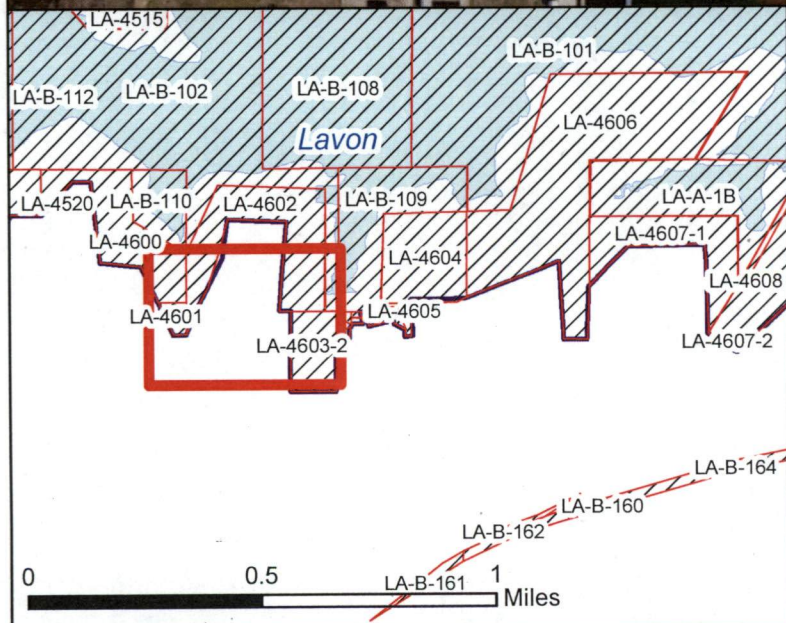 LA-4515
LA-B-101
LA-B-102
LA-B-108
LA-B-112
LA-4606
Lavon
LA-4520
LA-B-110
LA-4602
LA-B-109
LA-A-1B
LA-4600
LA-4607-1
LA-4604
LA-4608
LA-4601
LA-4605
LA-4603-2
LA-4607-2
LA-B-164
LA-B-160
LA-B-162
LA-B-161
0 0.5 1
Miles